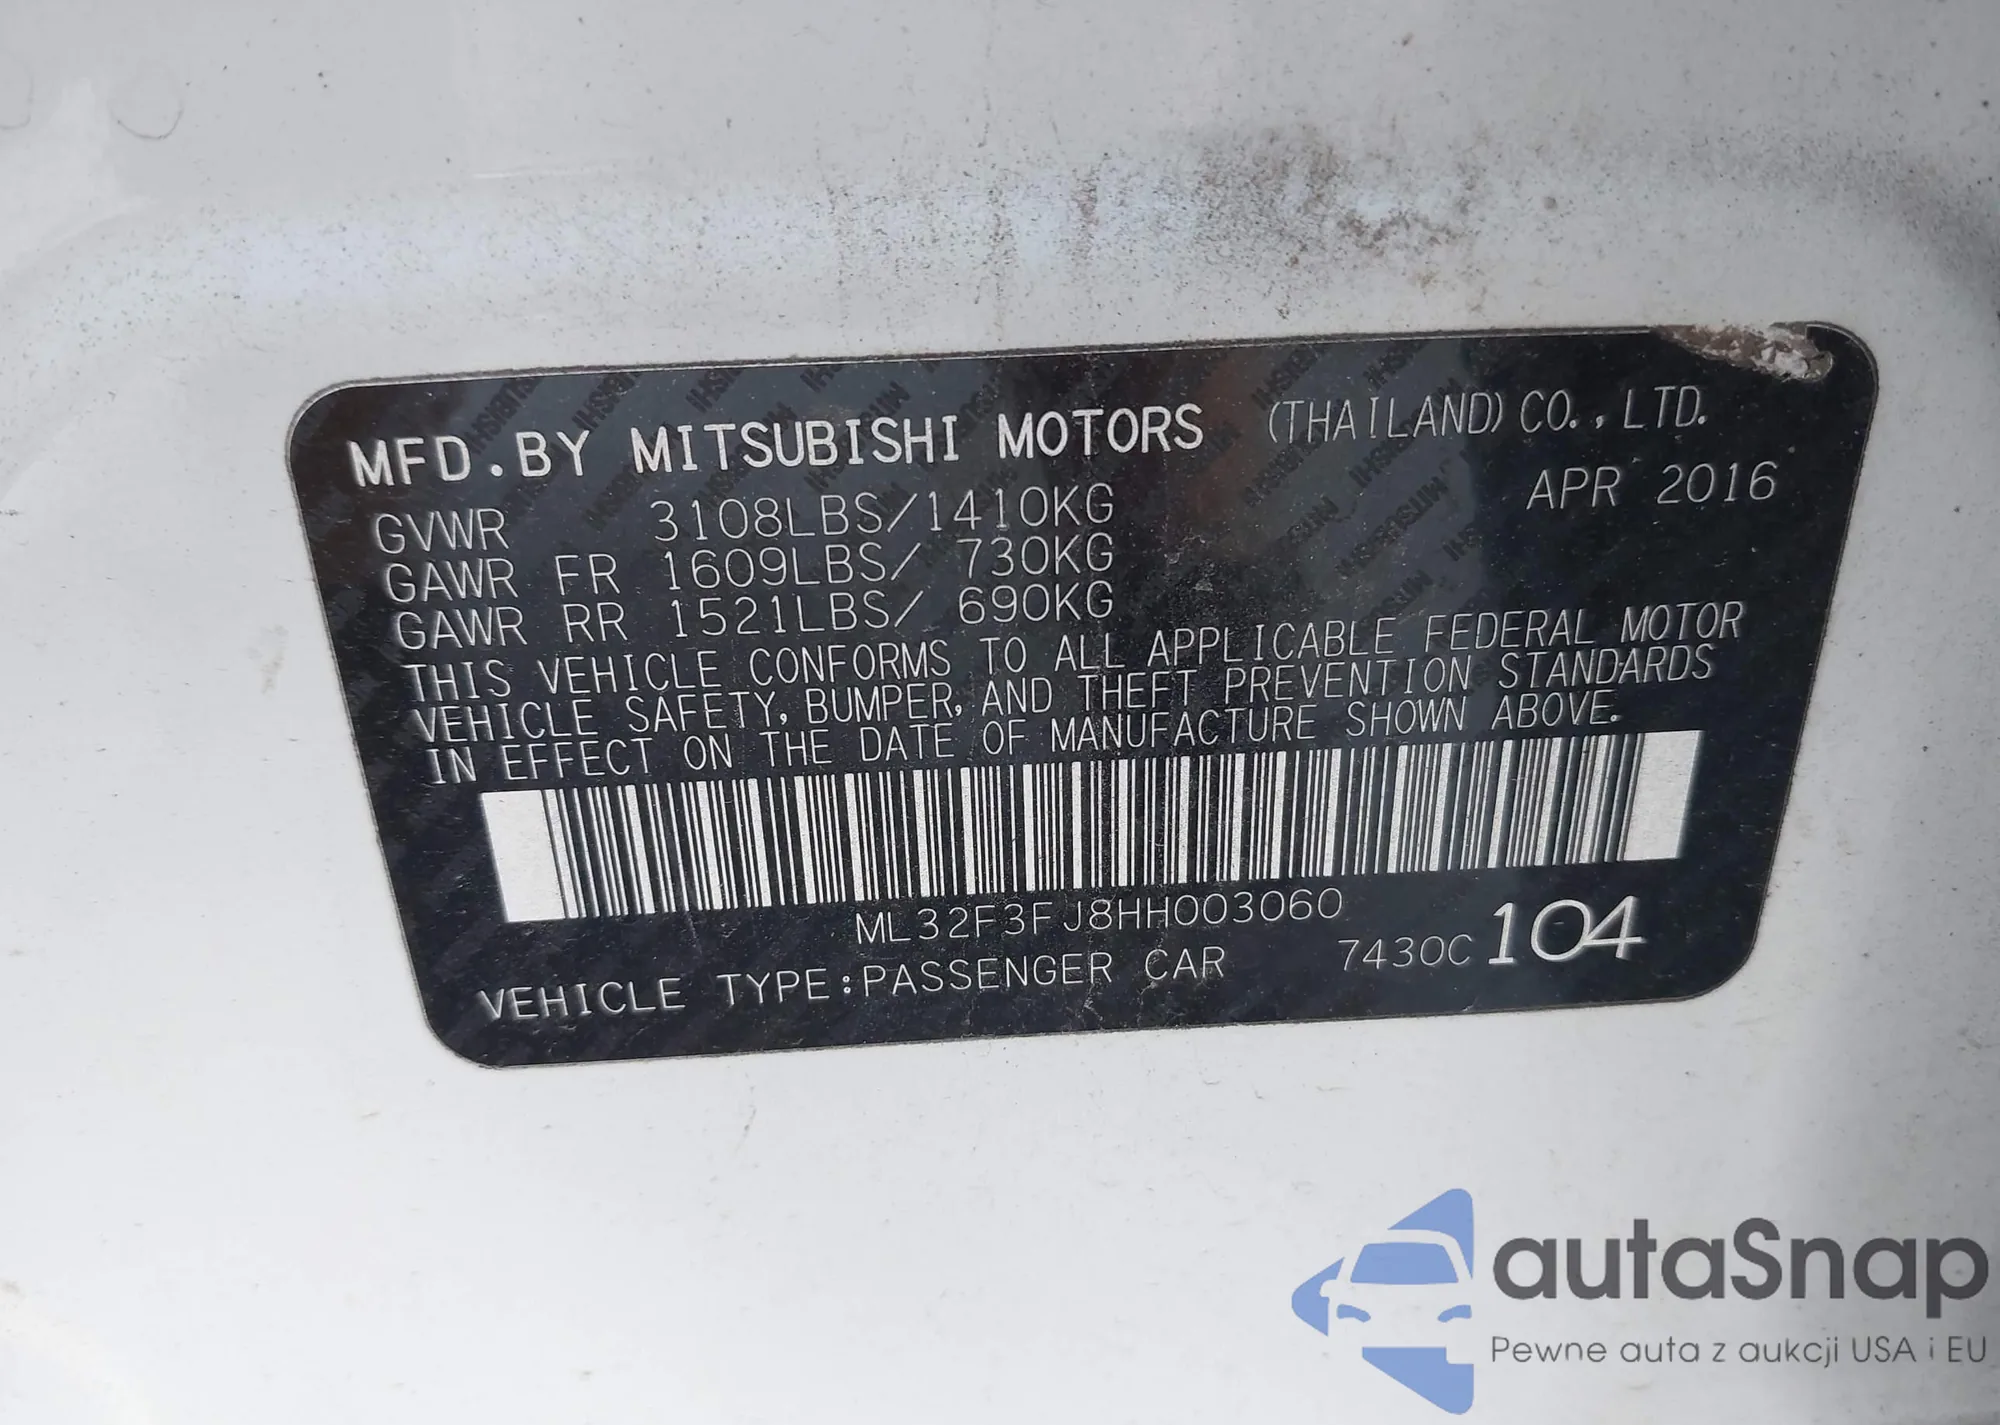 MFD.BY MITSUBISHI MOTORS (THAILAND) CO.,LTD.
APR 2016
GVWR 3108LBS/1410KG
GAWR FR 1609LBS/ 730KG
GAWR RR 1521LBS/ 690KG
THIS VEHICLE CONFORMS TO ALL APPLICABLE FEDERAL MOTOR
VEHICLE SAFETY, BUMPER, AND THEFT PREVENTION STANDARDS
IN EFFECT ON THE DATE OF MANUFACTURE SHOWN ABOVE.
ML32F3FJ8HH003060
VEHICLE TYPE:PASSENGER CAR 7430C 104
autaSnap
Pewne auta z aukcji USA i EU